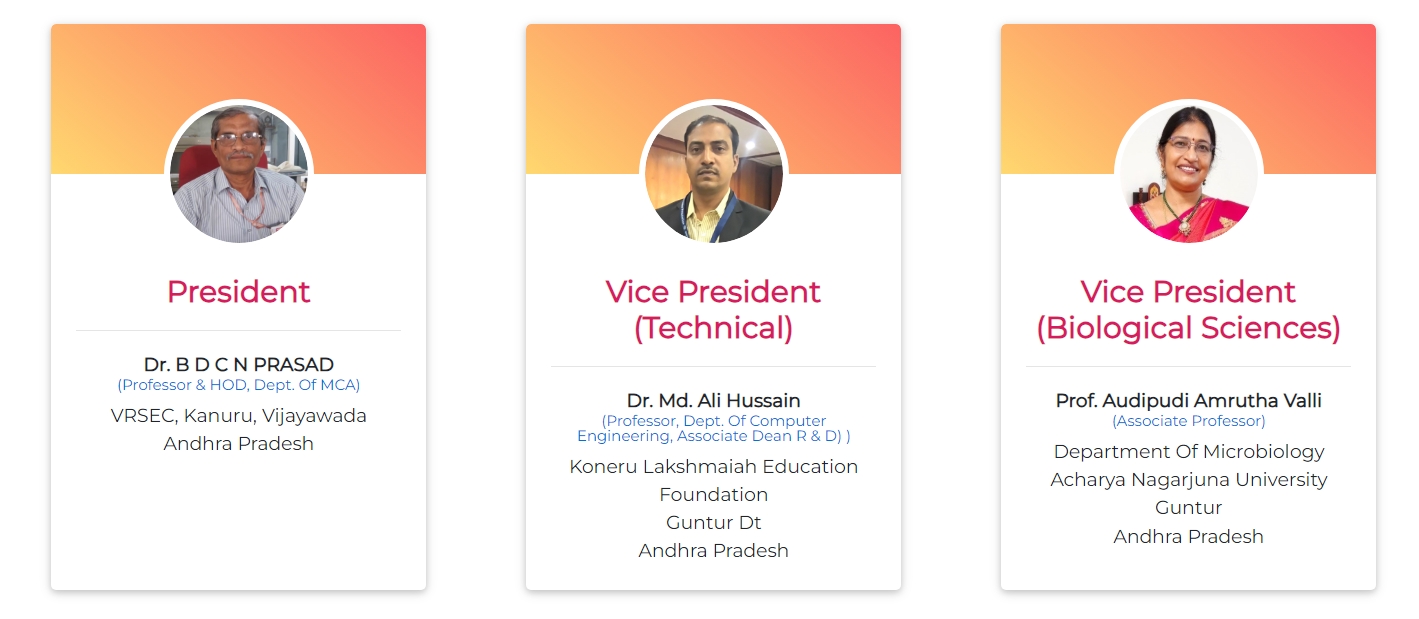 President
Dr. B D C N PRASAD
(Professor & HOD, Dept. Of MCA)
VRSEC, Kanuru, Vijayawada
Andhra Pradesh
Vice President
(Technical)
Dr. Md. Ali Hussain
(Professor, Dept. Of Computer
Engineering, Associate Dean R & D) )
Koneru Lakshmaiah Education
Foundation
Guntur Dt
Andhra Pradesh
Vice President
(Biological Sciences)
Prof. Audipudi Amrutha Valli
(Associate Professor)
Department Of Microbiology
Acharya Nagarjuna University
Guntur
Andhra Pradesh